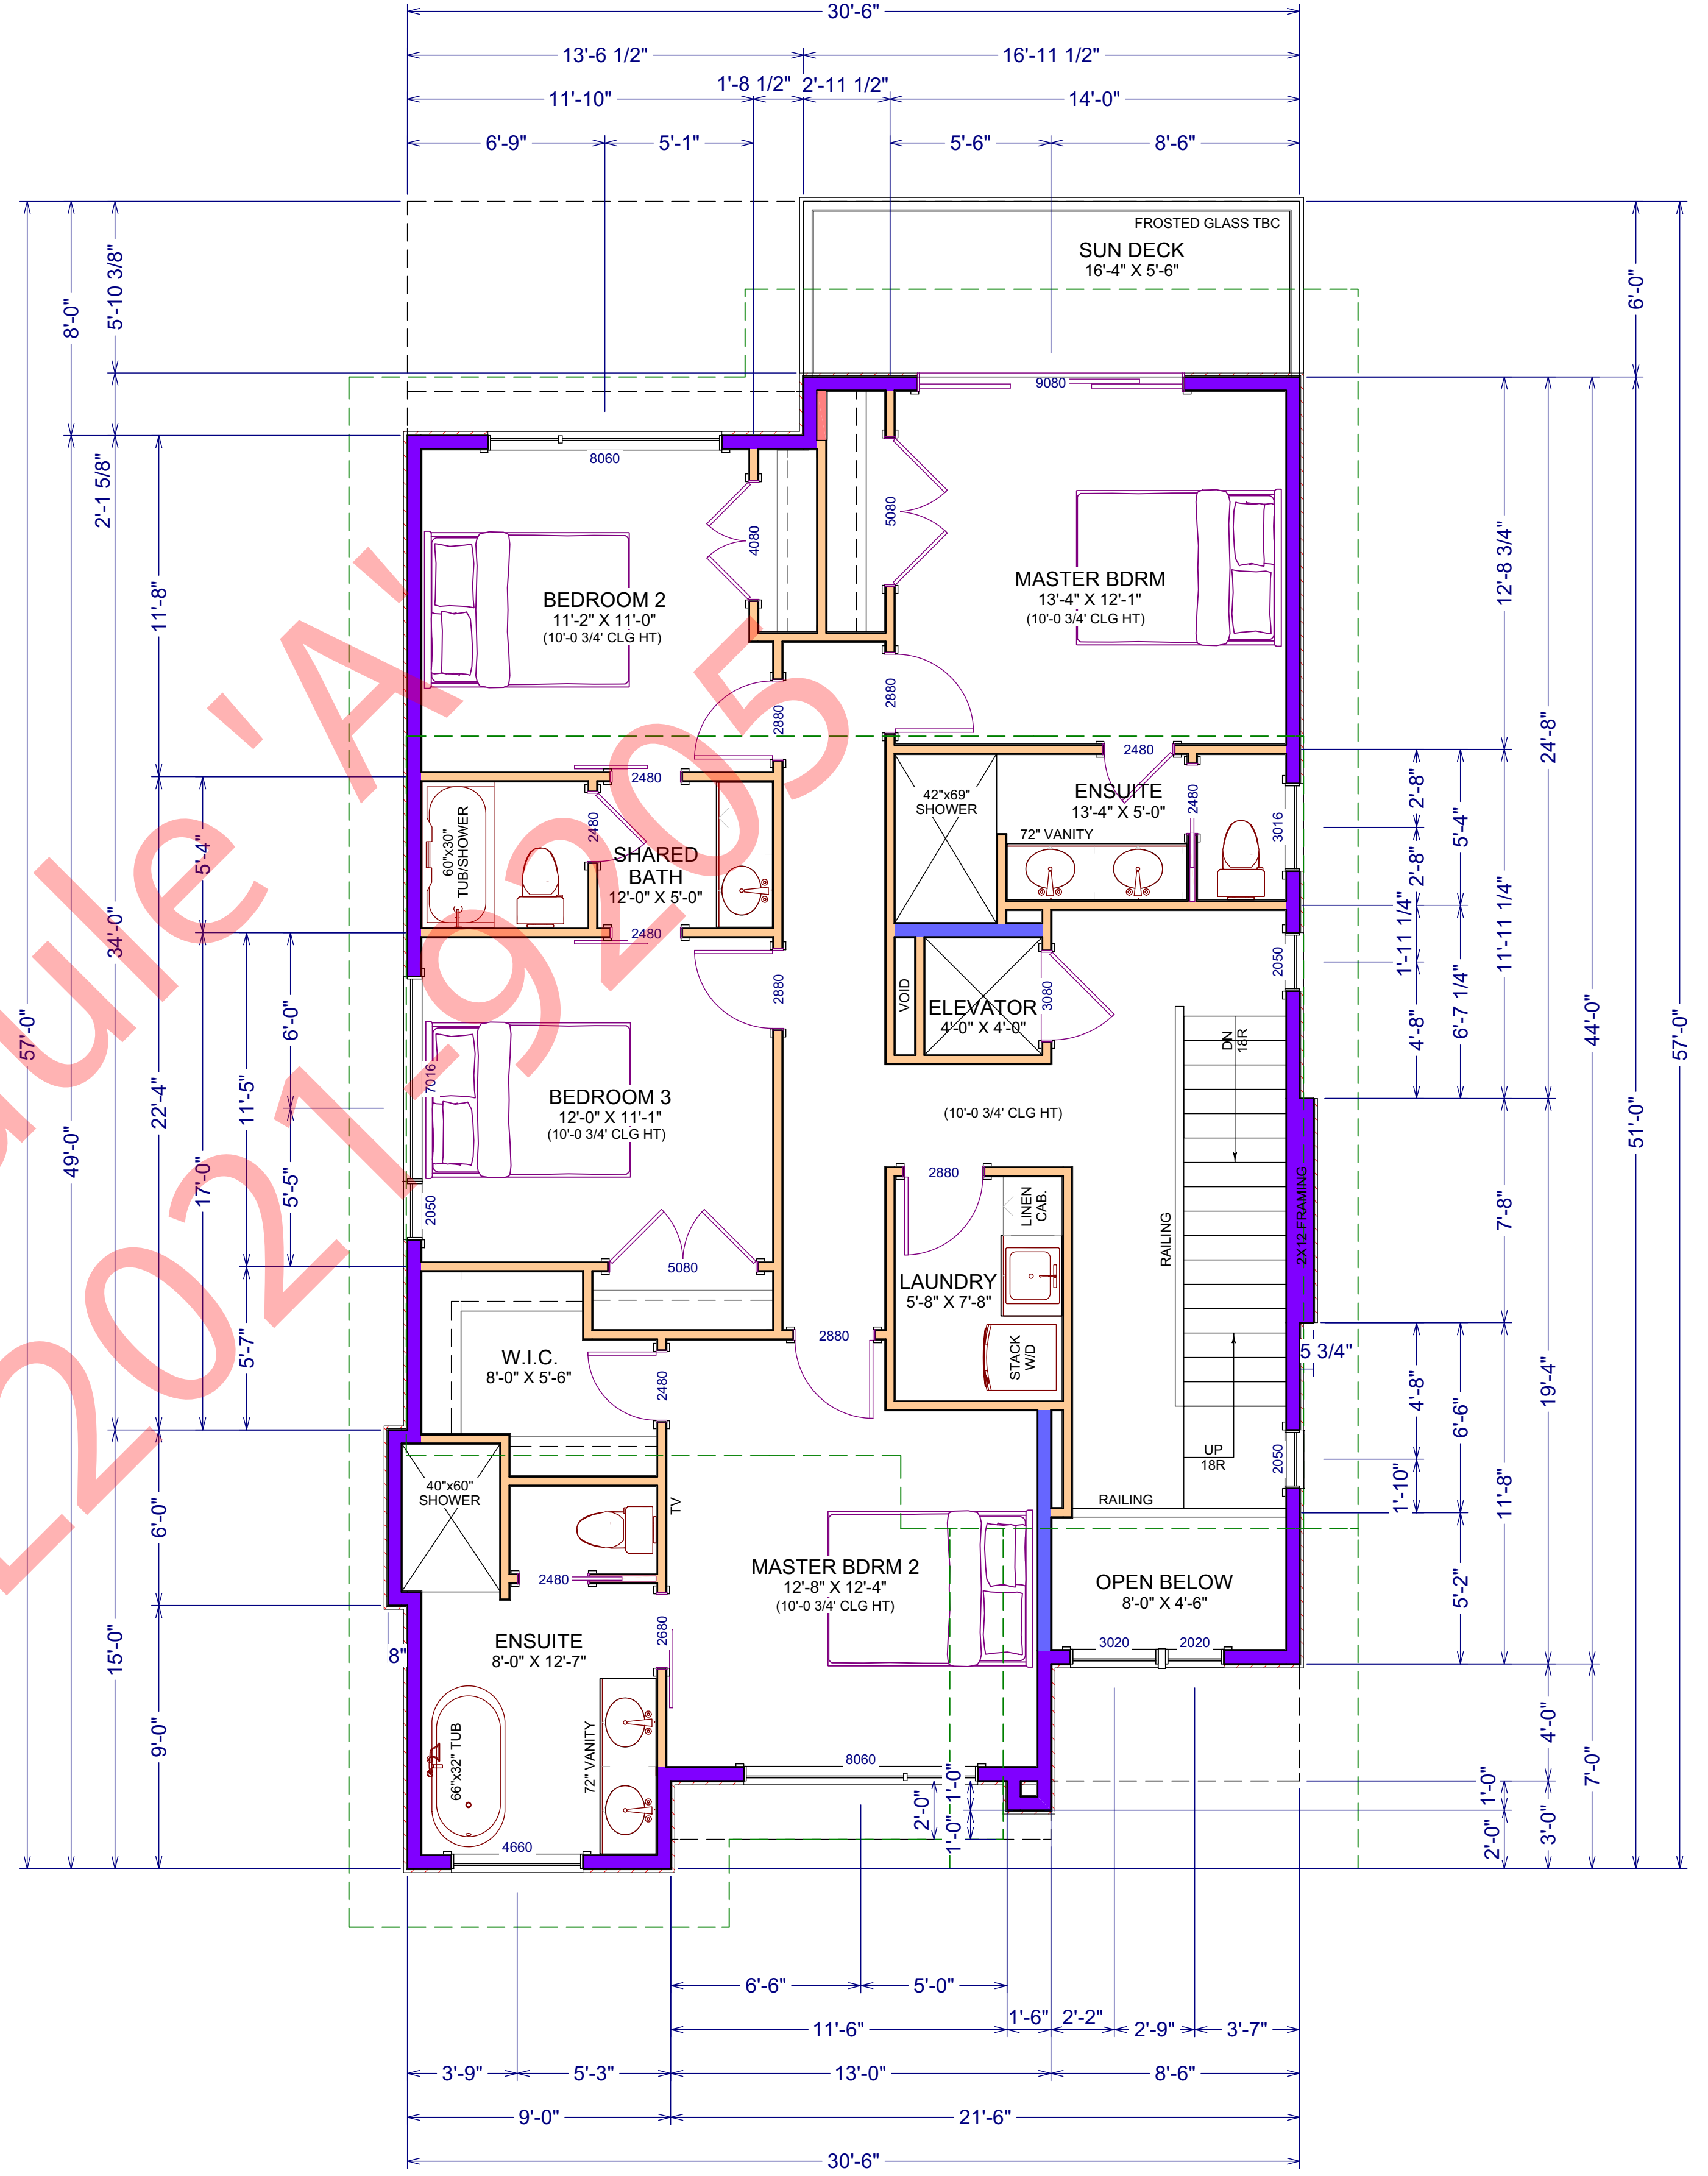 30'-6"
13'-6 1/2"
16'-11 1/2"
11'-10"
1'-8 1/2"
2'-11 1/2"
14'-0"
6'-9"
5'-1"
5'-6"
8'-6"
FROSTED GLASS TBC
SUN DECK
16'-4" X 5'-6"
8'-0"
5'-10 3/8"
6'-0"
9080
8060
2'-1 5/8"
4080
5080
BEDROOM 2
11'-2" X 11'-0"
(10'-0 3/4' CLG HT)
MASTER BDRM
13'-4" X 12'-1"
(10'-0 3/4' CLG HT)
11'-8"
12'-8 3/4"
24'-8"
2880
2880
2480
2480
60"x30"
TUB/SHOWER
2480
SHARED
BATH
12'-0" X 5'-0"
2480
42"x69"
SHOWER
ENSUITE
13'-4" X 5'-0"
72" VANITY
2480
3016
2'-8"
2'-8"
5'-4"
5'-4"
34'-0"
11'-11 1/4"
1'-11 1/4"
2050
2880
VOID
ELEVATOR
4'-0" X 4'-0"
3080
DN
18R
4'-8"
6'-7 1/4"
57'-0"
44'-0"
51'-0"
57'-0"
49'-0"
22'-4"
17'-0"
11'-5"
6'-0"
5'-5"
7016
2050
BEDROOM 3
12'-0" X 11'-1"
(10'-0 3/4' CLG HT)
(10'-0 3/4' CLG HT)
5080
2880
LINEN
CAB.
LAUNDRY
5'-8" X 7'-8"
STACK
W/D
RAILING
2X12 FRAMING
7'-8"
2880
5'-7"
W.I.C.
8'-0" X 5'-6"
2480
5 3/4"
4'-8"
6'-6"
19'-4"
11'-8"
1'-10"
2050
UP
18R
RAILING
40"x60"
SHOWER
TV
6'-0"
2480
MASTER BDRM 2
12'-8" X 12'-4"
(10'-0 3/4' CLG HT)
OPEN BELOW
8'-0" X 4'-6"
5'-2"
3020
2020
15'-0"
8"
ENSUITE
8'-0" X 12'-7"
2680
9'-0"
66"x32" TUB
72" VANITY
4660
8060
2'-0"
1'-0"
1'-0"
4'-0"
7'-0"
1'-0"
3'-0"
2'-0"
6'-6"
5'-0"
11'-6"
1'-6"
2'-2"
2'-9"
3'-7"
3'-9"
5'-3"
13'-0"
8'-6"
9'-0"
21'-6"
30'-6"
'A'
2021-9205